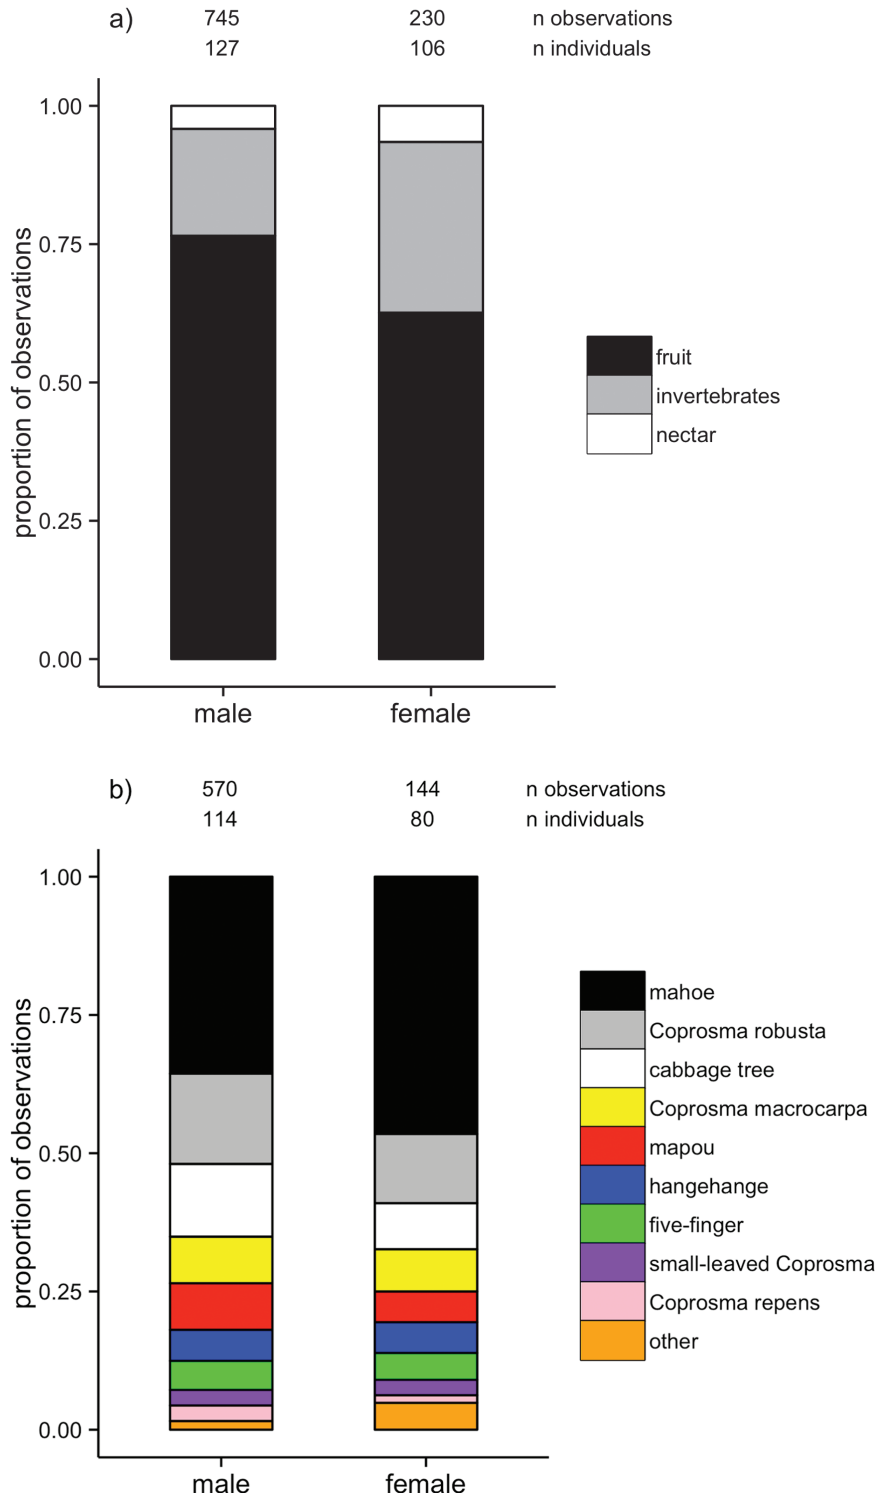 a) 745 230 n observations
127 106 n individuals
1.00
0.75
0.50
0.25
0.00
proportion of observations
male female
fruit
invertebrates
nectar
b) 570 144 n observations
114 80 n individuals
1.00
0.75
0.50
0.25
0.00
proportion of observations
male female
mahoe
Coprosma robusta
cabbage tree
Coprosma macrocarpa
mapou
hangehange
five-finger
small-leaved Coprosma
Coprosma repens
other